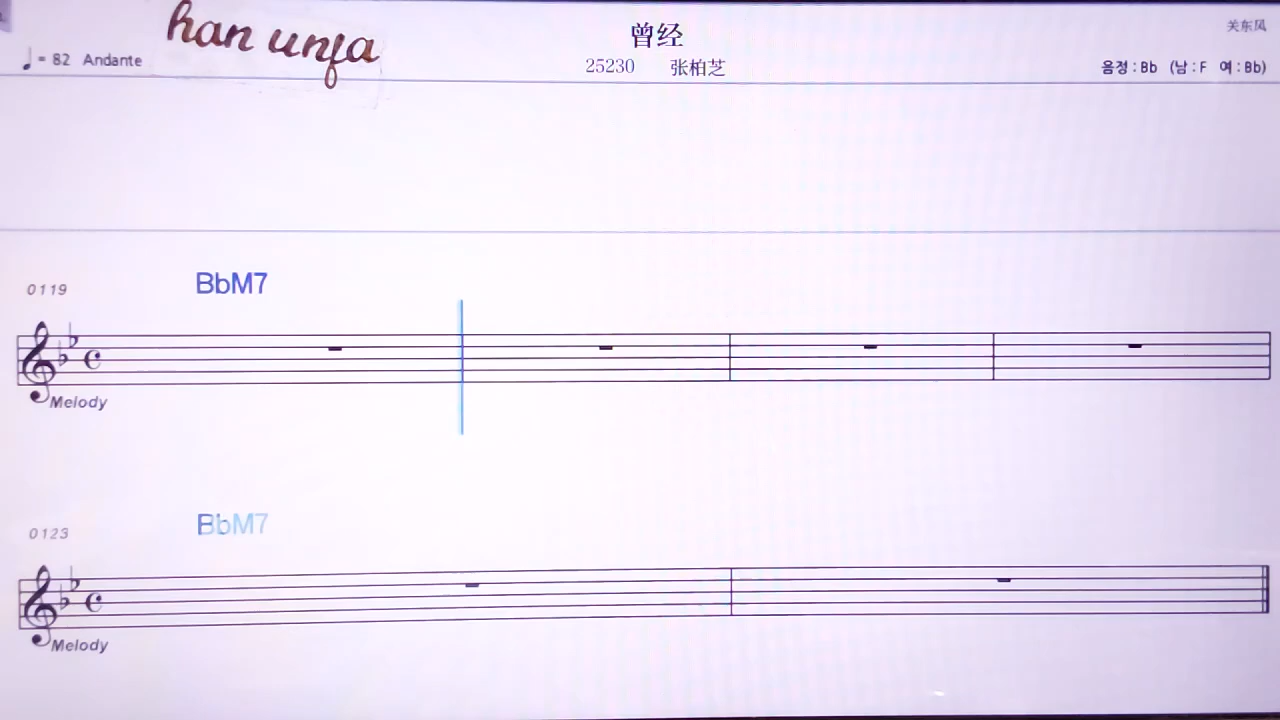 han unfa
曾经
关东风
♩ = 82 Andante
25230 张柏芝
음정 : Bb (남 : F 여 : Bb)
0119
BbM7
Melody
0123
BbM7
Melody